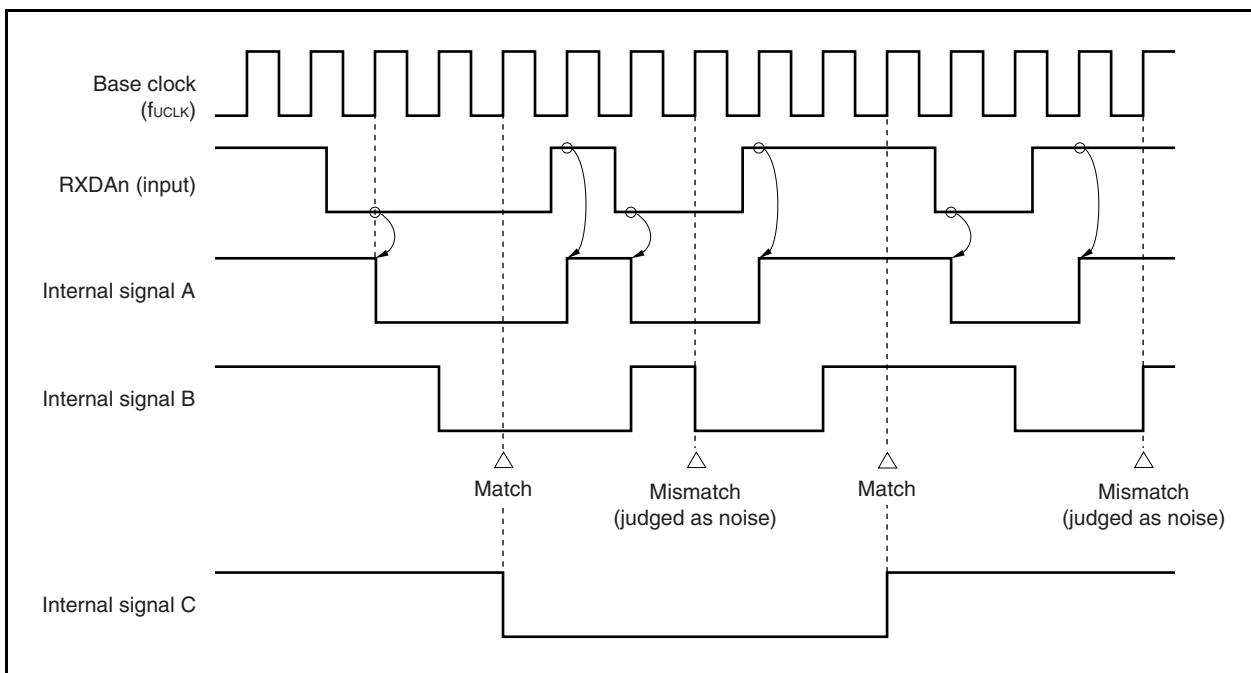 Base clock
(fUCLK)
RXDAn (input)
Internal signal A
Internal signal B
Match
Mismatch
(judged as noise)
Match
Mismatch
(judged as noise)
Internal signal C